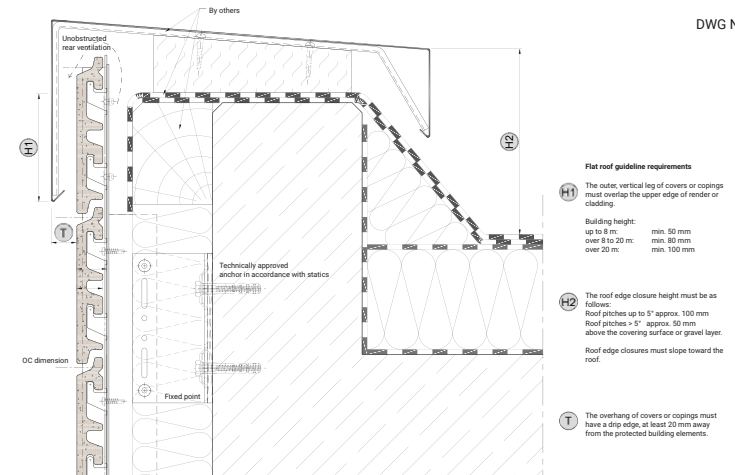 By others
DWG N
Unobstructed
rear ventilation
H1
H2
T
Technically approved
anchor in accordance with statics
OC dimension
Fixed point
Flat roof guideline requirements
H1
The outer, vertical leg of covers or copings
must overlap the upper edge of render or
cladding.
Building height:
up to 8 m: min. 50 mm
over 8 to 20 m: min. 80 mm
over 20 m: min. 100 mm
H2
The roof edge closure height must be as
follows:
Roof pitches up to 5° approx. 100 mm
Roof pitches > 5° approx. 50 mm
above the covering surface or gravel layer.
Roof edge closures must slope toward the
roof.
T
The overhang of covers or copings must
have a drip edge, at least 20 mm away
from the protected building elements.